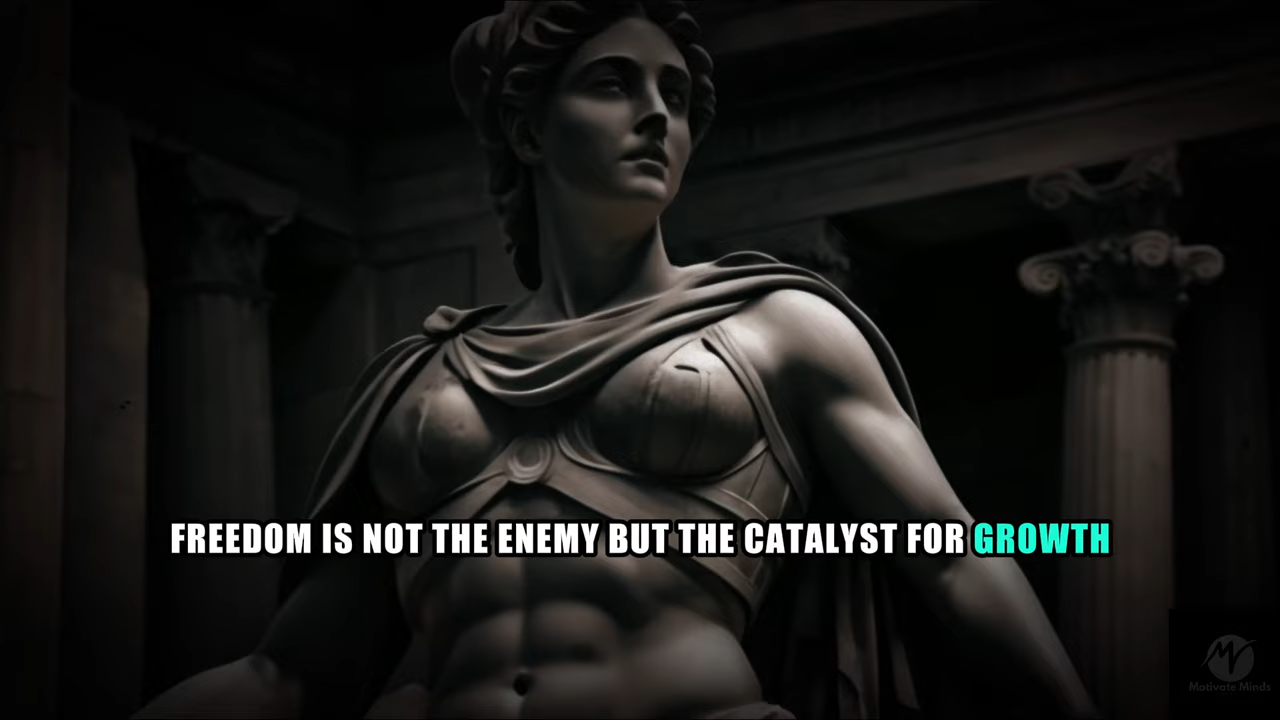 FREEDOM IS NOT THE ENEMY BUT THE CATALYST FOR GROWTH
Motivate Minds